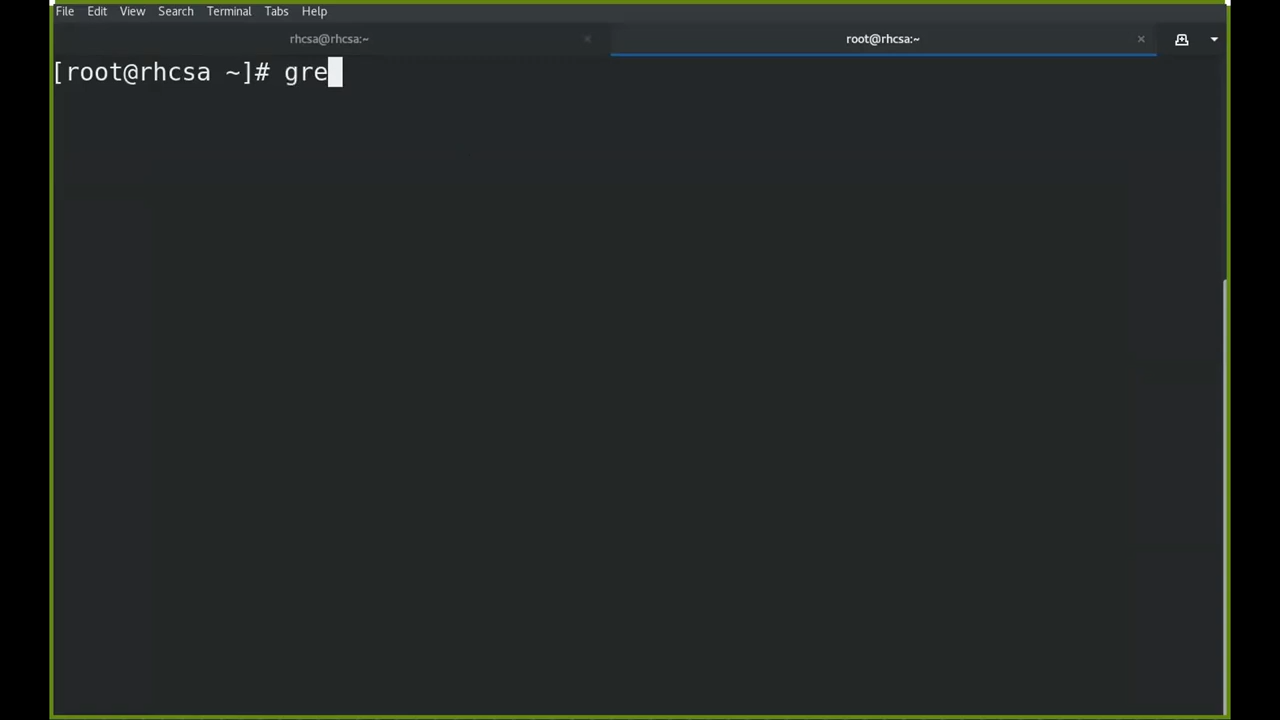 File Edit View Search Terminal Tabs Help
rhcsa@rhcsa:~ × root@rhcsa:~ ×
[root@rhcsa ~]# gre